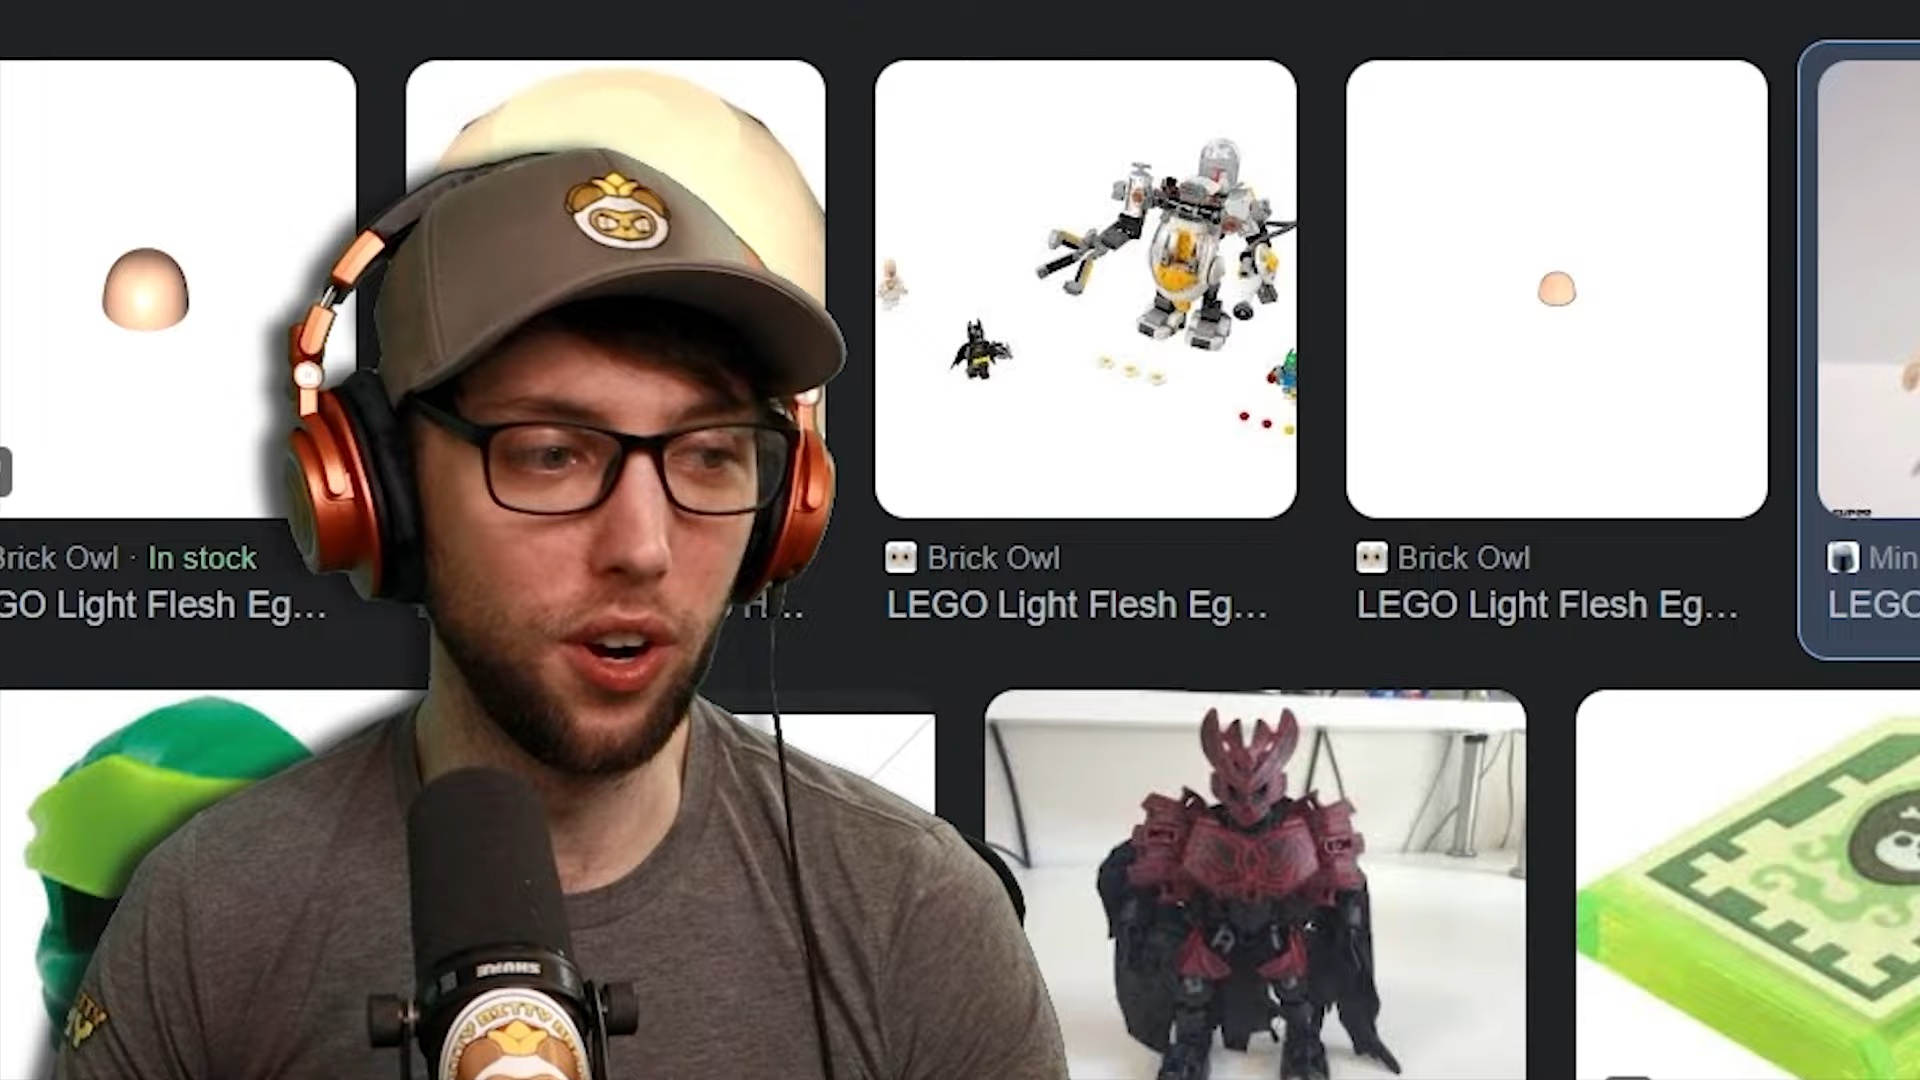 Brick Owl · In stock
GO Light Flesh Eg...
H...
Brick Owl
LEGO Light Flesh Eg...
Brick Owl
LEGO Light Flesh Eg...
Min
LEGO
SHURE